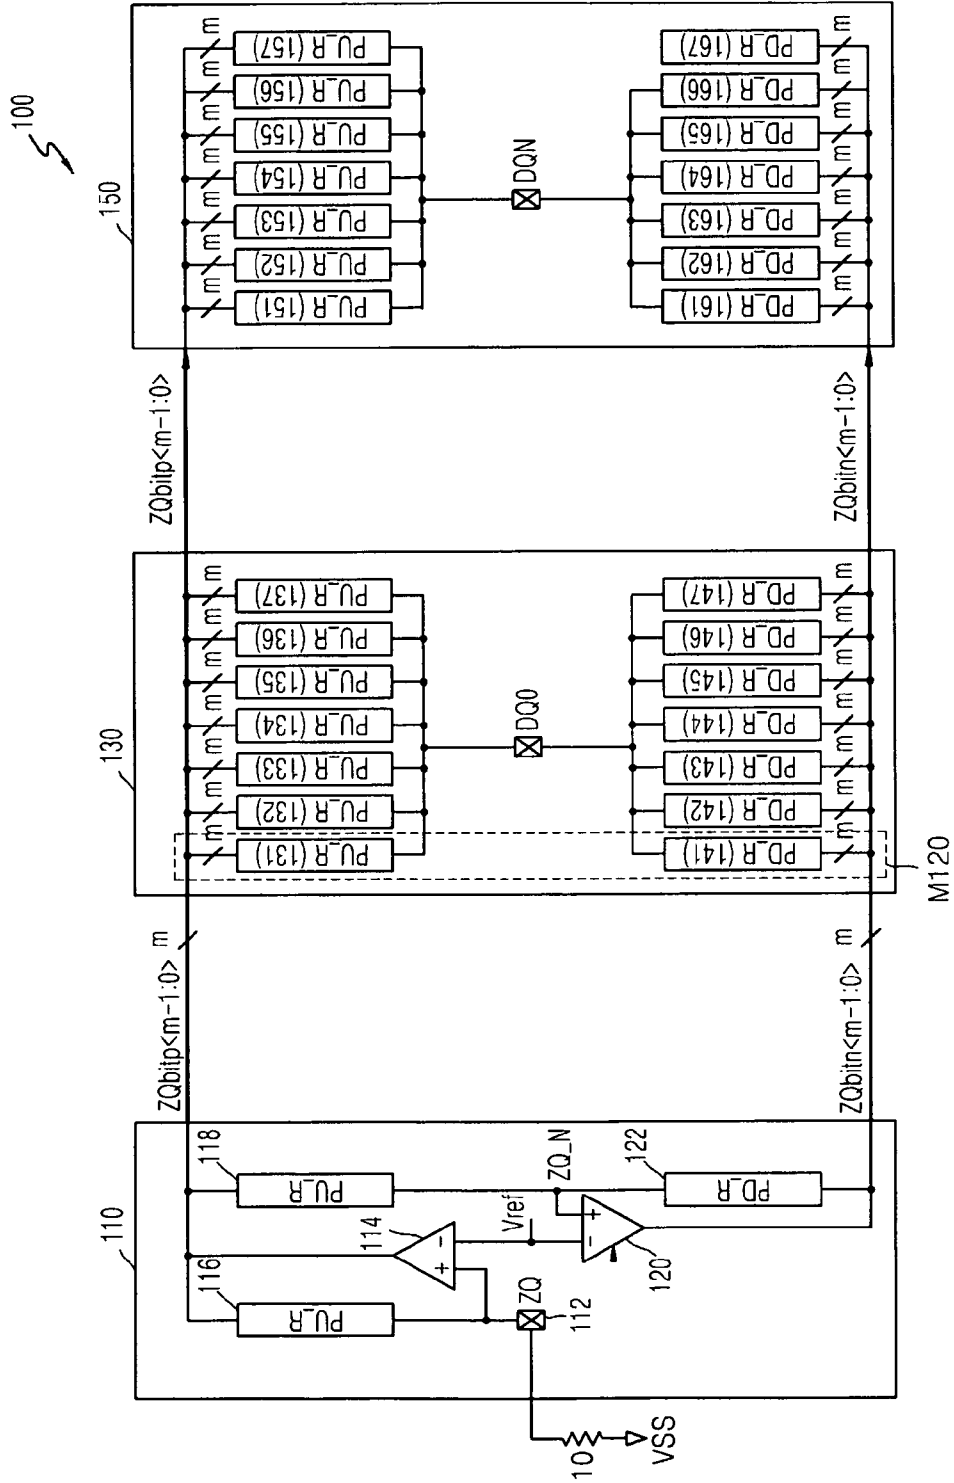 100
110
130
150
ZQbitp<m-1:0>
m
ZQbitp<m-1:0>
116
PU_R
118
PU_R
114
+
-
Vref
ZQ
112
10
VSS
ZQ_N
-
+
120
122
PD_R
m
PU_R (131)
m
PU_R (132)
m
PU_R (133)
m
PU_R (134)
m
PU_R (135)
m
PU_R (136)
m
PU_R (137)
DQ0
PD_R (141)
m
PD_R (142)
m
PD_R (143)
m
PD_R (144)
m
PD_R (145)
m
PD_R (146)
m
PD_R (147)
m
M120
m
PU_R (151)
m
PU_R (152)
m
PU_R (153)
m
PU_R (154)
m
PU_R (155)
m
PU_R (156)
m
PU_R (157)
DQN
PD_R (161)
m
PD_R (162)
m
PD_R (163)
m
PD_R (164)
m
PD_R (165)
m
PD_R (166)
m
PD_R (167)
m
ZQbitn<m-1:0>
m
ZQbitn<m-1:0>